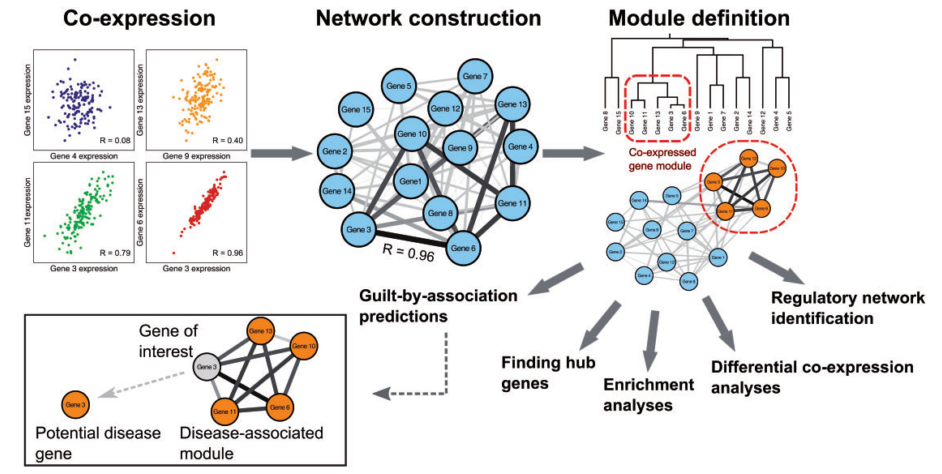 Co-expression
Network construction
Module definition
Gene 15 expression
Gene 4 expression
R = 0.08
Gene 13 expression
Gene 9 expression
R = 0.40
Gene 11expression
Gene 3 expression
R = 0.79
Gene 6 expression
Gene 3 expression
R = 0.96
Gene 7
Gene 5
Gene 13
Gene 15
Gene 12
Gene 10
Gene 2
Gene 9
Gene 4
Gene1
Gene 14
Gene 11
Gene 8
Gene 3
Gene 6
R = 0.96
Gene 8
Gene 15
Gene 10
Gene 11
Gene 13
Gene 3
Gene 6
Gene 9
Gene 1
Gene 7
Gene 2
Gene 14
Gene 12
Gene 4
Gene 5
Co-expressed
gene module
Gene 1
Guilt-by-association
predictions
Finding hub
genes
Enrichment
analyses
Differential co-expression
analyses
Regulatory network
identification
Gene of
interest
Gene 13
Gene 10
Gene 3
Gene 11
Gene 6
Gene 3
Potential disease
gene
Disease-associated
module